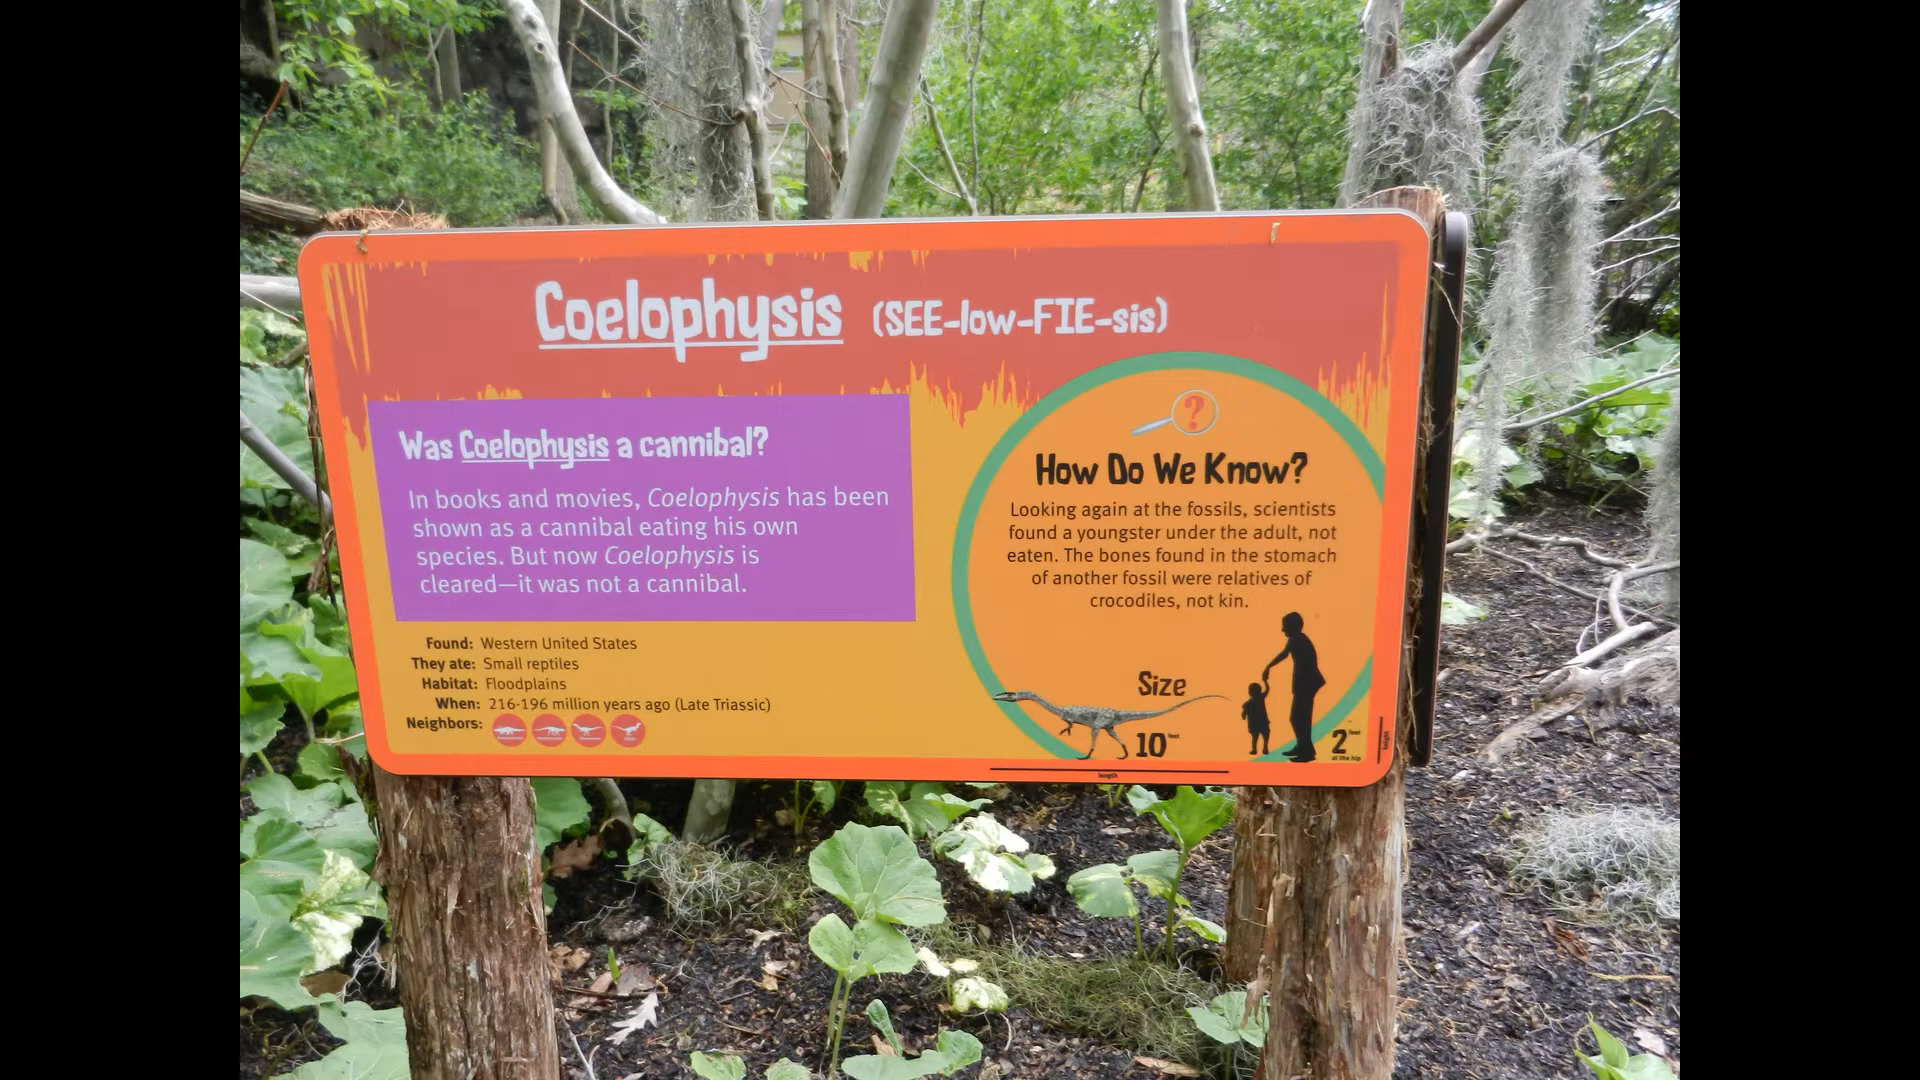 Coelophysis (SEE-low-FIE-sis)
Was Coelophysis a cannibal?
In books and movies, Coelophysis has been
shown as a cannibal eating his own
species. But now Coelophysis is
cleared—it was not a cannibal.
Found: Western United States
They ate: Small reptiles
Habitat: Floodplains
When: 216-196 million years ago (Late Triassic)
Neighbors:
How Do We Know?
Looking again at the fossils, scientists
found a youngster under the adult, not
eaten. The bones found in the stomach
of another fossil were relatives of
crocodiles, not kin.
Size
10 feet
length
2 feet
at the hip
height